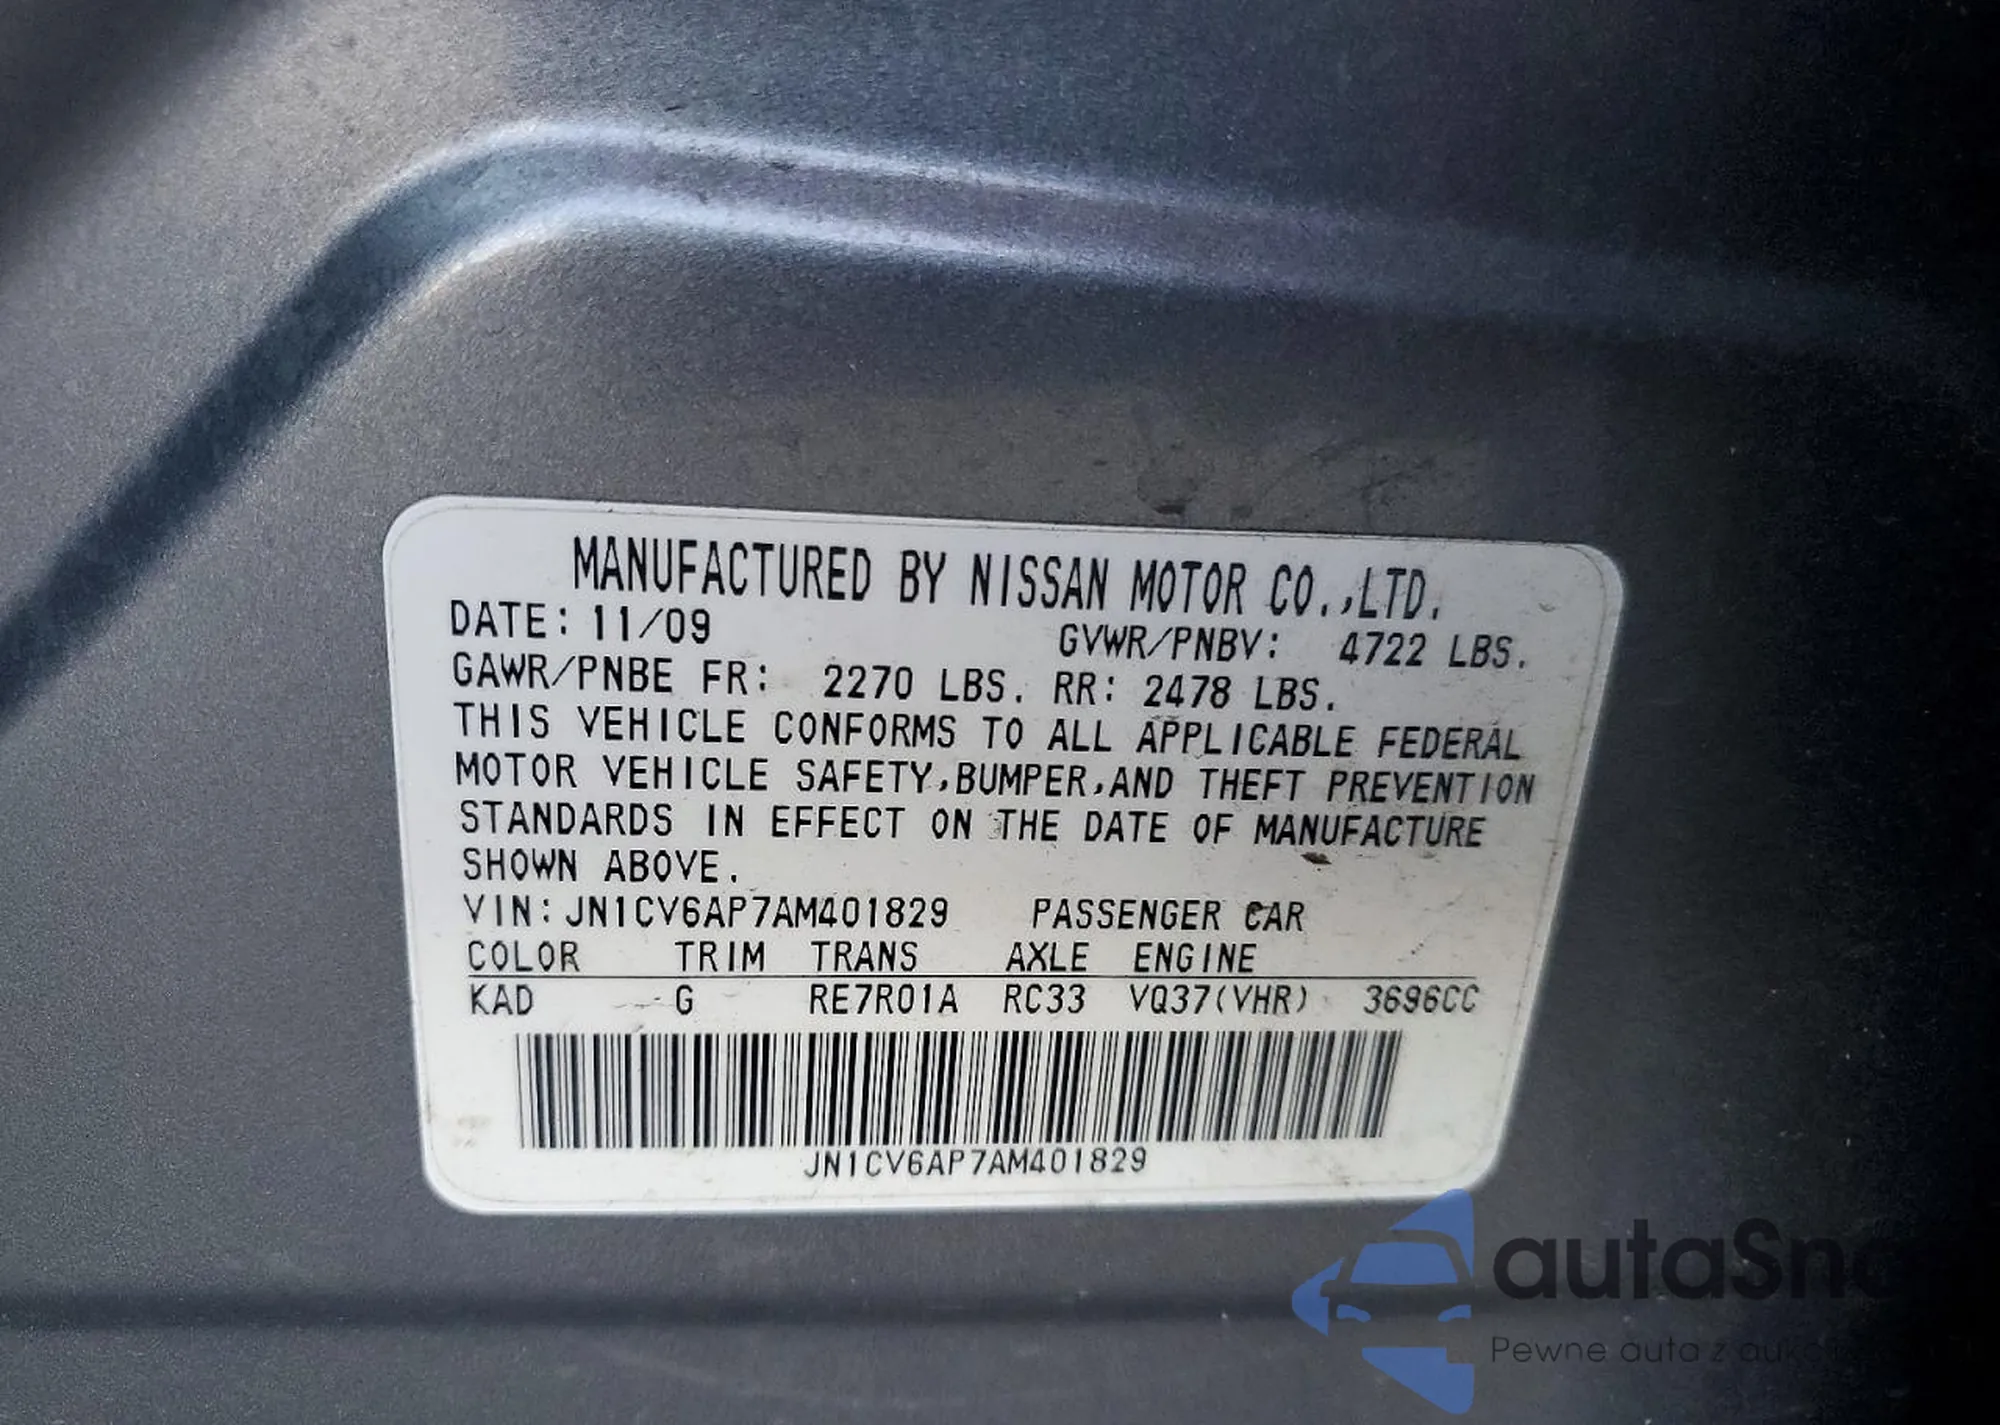 MANUFACTURED BY NISSAN MOTOR CO.,LTD.
DATE: 11/09 GVWR/PNBV: 4722 LBS.
GAWR/PNBE FR: 2270 LBS. RR: 2478 LBS.
THIS VEHICLE CONFORMS TO ALL APPLICABLE FEDERAL
MOTOR VEHICLE SAFETY,BUMPER,AND THEFT PREVENTION
STANDARDS IN EFFECT ON THE DATE OF MANUFACTURE
SHOWN ABOVE.
VIN: JN1CV6AP7AM401829 PASSENGER CAR
COLOR TRIM TRANS AXLE ENGINE
KAD G RE7R01A RC33 VQ37(VHR) 3696CC
JN1CV6AP7AM401829
Pewne auta z